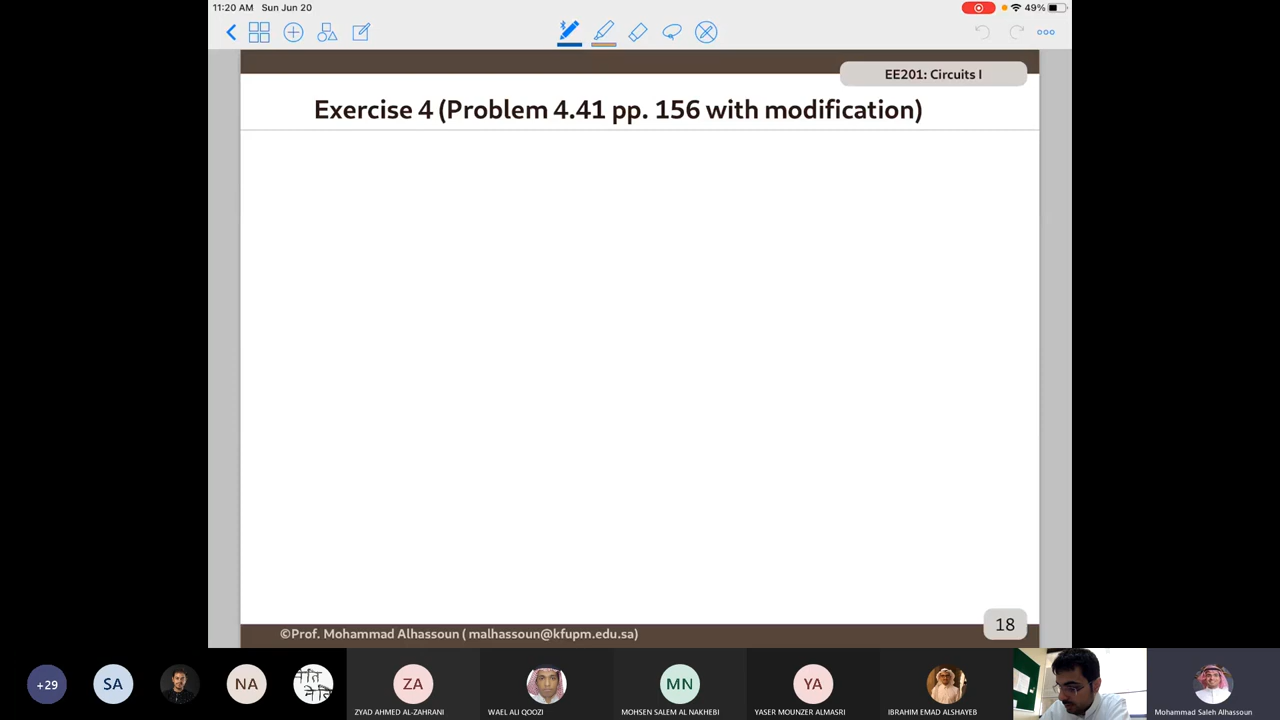 11:20 AM Sun Jun 20
49%
EE201: Circuits I
Exercise 4 (Problem 4.41 pp. 156 with modification)
18
©Prof. Mohammad Alhassoun ( malhassoun@kfupm.edu.sa)
+29
SA
NA
ZA
MN
YA
ZYAD AHMED AL-ZAHRANI
WAEL ALI QOOZI
MOHSEN SALEM AL NAKHEBI
YASER MOUNZER ALMASRI
IBRAHIM EMAD ALSHAYEB
Mohammad Saleh Alhassoun